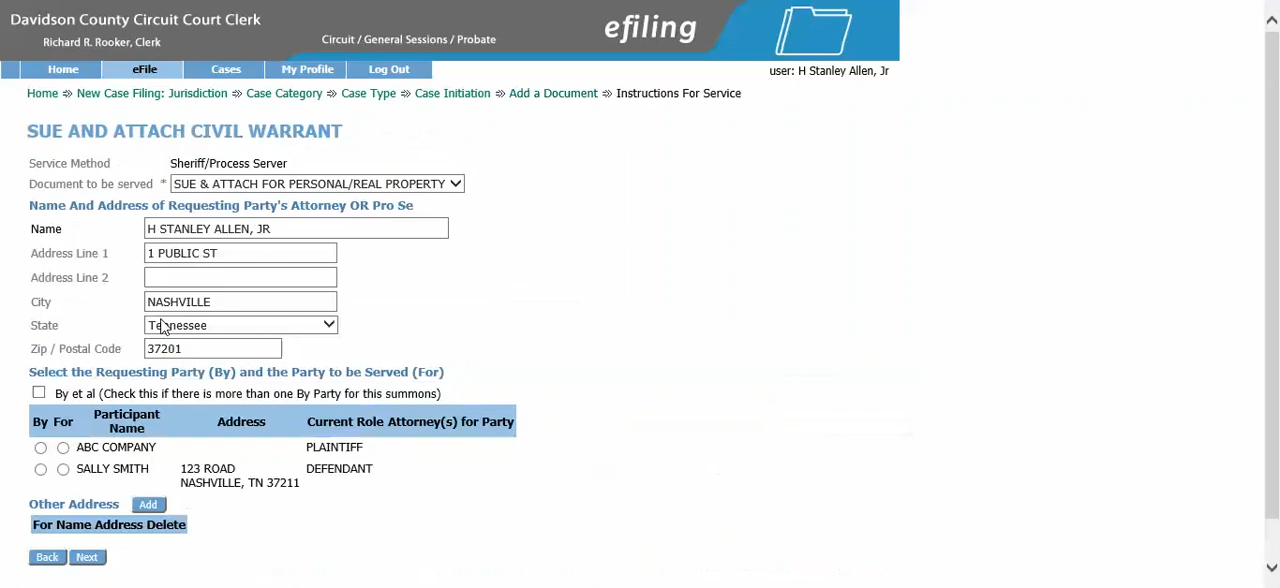 Davidson County Circuit Court Clerk
Richard R. Rooker, Clerk
Circuit / General Sessions / Probate
efiling
Home eFile Cases My Profile Log Out
user: H Stanley Allen, Jr
Home ⇒ New Case Filing: Jurisdiction ⇒ Case Category ⇒ Case Type ⇒ Case Initiation ⇒ Add a Document ⇒ Instructions For Service
SUE AND ATTACH CIVIL WARRANT
Service Method Sheriff/Process Server
Document to be served * SUE & ATTACH FOR PERSONAL/REAL PROPERTY
Name And Address of Requesting Party's Attorney OR Pro Se
Name H STANLEY ALLEN, JR
Address Line 1 1 PUBLIC ST
Address Line 2
City NASHVILLE
State Tennessee
Zip / Postal Code 37201
Select the Requesting Party (By) and the Party to be Served (For)
By et al (Check this if there is more than one By Party for this summons)
By For Participant Name Address Current Role Attorney(s) for Party
ABC COMPANY PLAINTIFF
SALLY SMITH 123 ROAD DEFENDANT
NASHVILLE, TN 37211
Other Address Add
For Name Address Delete
Back Next